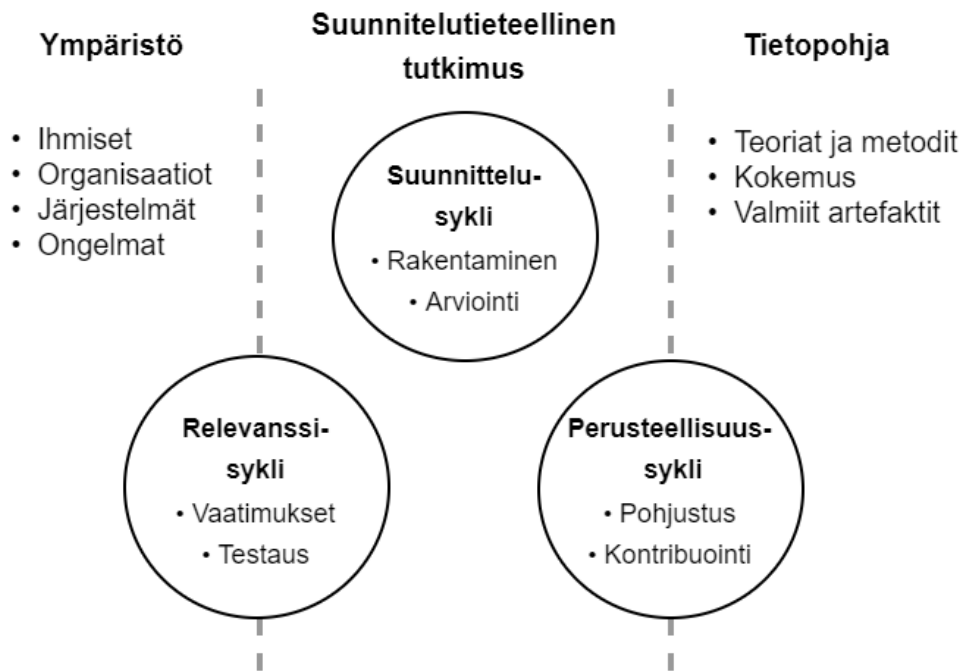 Ympäristö
Suunnitelutieteellinen
tutkimus
Tietopohja
• Ihmiset
• Organisaatiot
• Järjestelmät
• Ongelmat
Suunnittelu-
sykli
• Rakentaminen
• Arviointi
• Teoriat ja metodit
• Kokemus
• Valmiit artefaktit
Relevanssi-
sykli
• Vaatimukset
• Testaus
Perusteellisuus-
sykli
• Pohjustus
• Kontribuointi